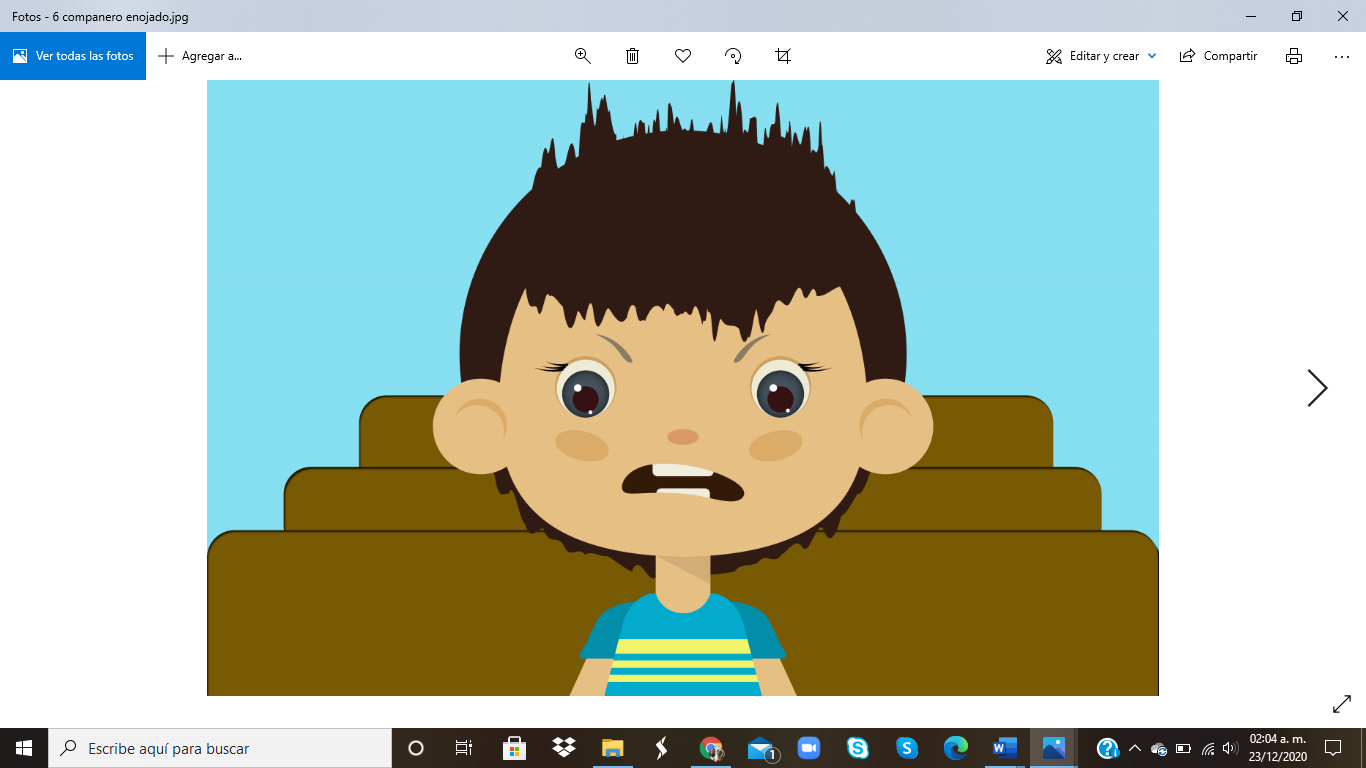 Fotos - 6 companero enojado.jpg
Ver todas las fotos
Agregar a...
Editar y crear
Compartir
Escribe aquí para buscar
1
02:04 a. m.
23/12/2020